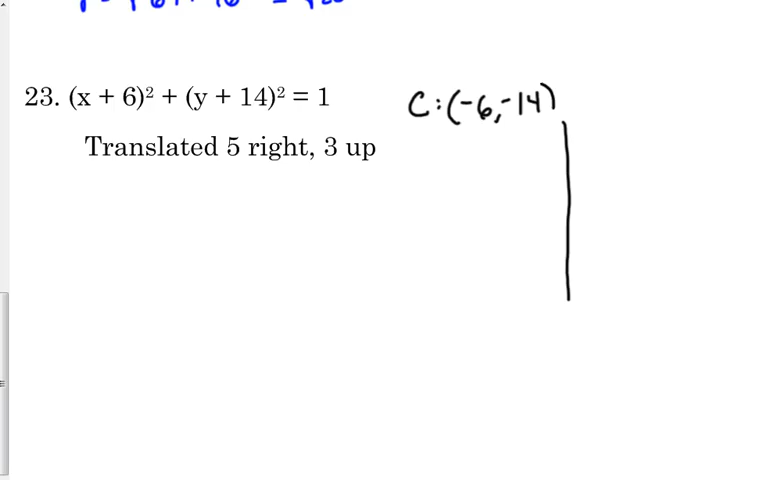 23. (x + 6)² + (y + 14)² = 1
C:(-6,-14)
Translated 5 right, 3 up